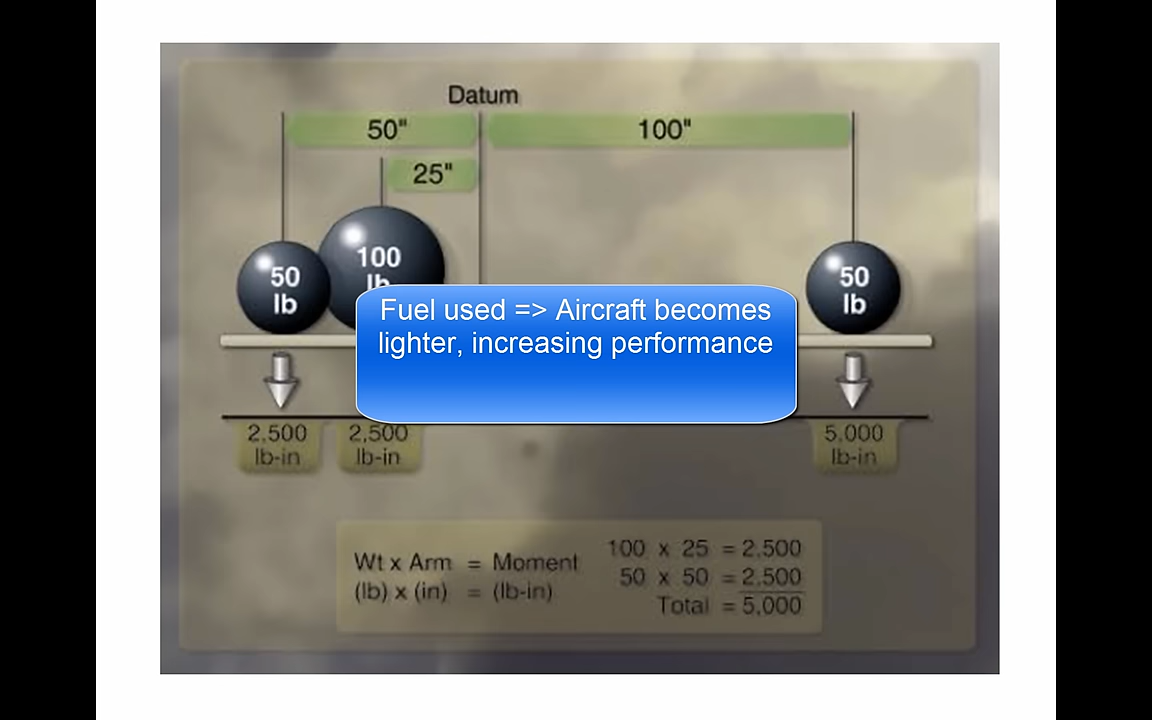 Datum
50" 100"
25"
50
lb
100
lb
50
lb
Fuel used => Aircraft becomes
lighter, increasing performance
2,500
lb-in
2,500
lb-in
5,000
lb-in
Wt x Arm = Moment
(lb) x (in) = (lb-in)
100 x 25 = 2,500
50 x 50 = 2,500
Total = 5,000